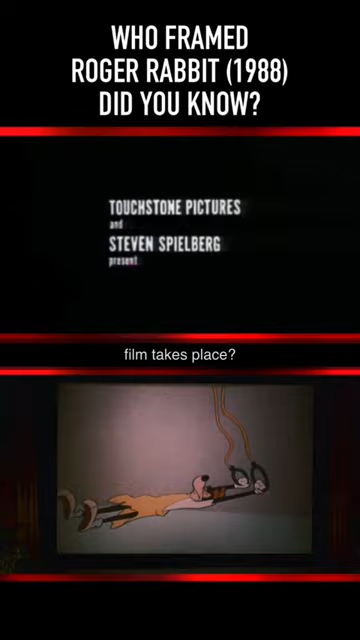 WHO FRAMED
ROGER RABBIT (1988)
DID YOU KNOW?
TOUCHSTONE PICTURES
and
STEVEN SPIELBERG
present
film takes place?